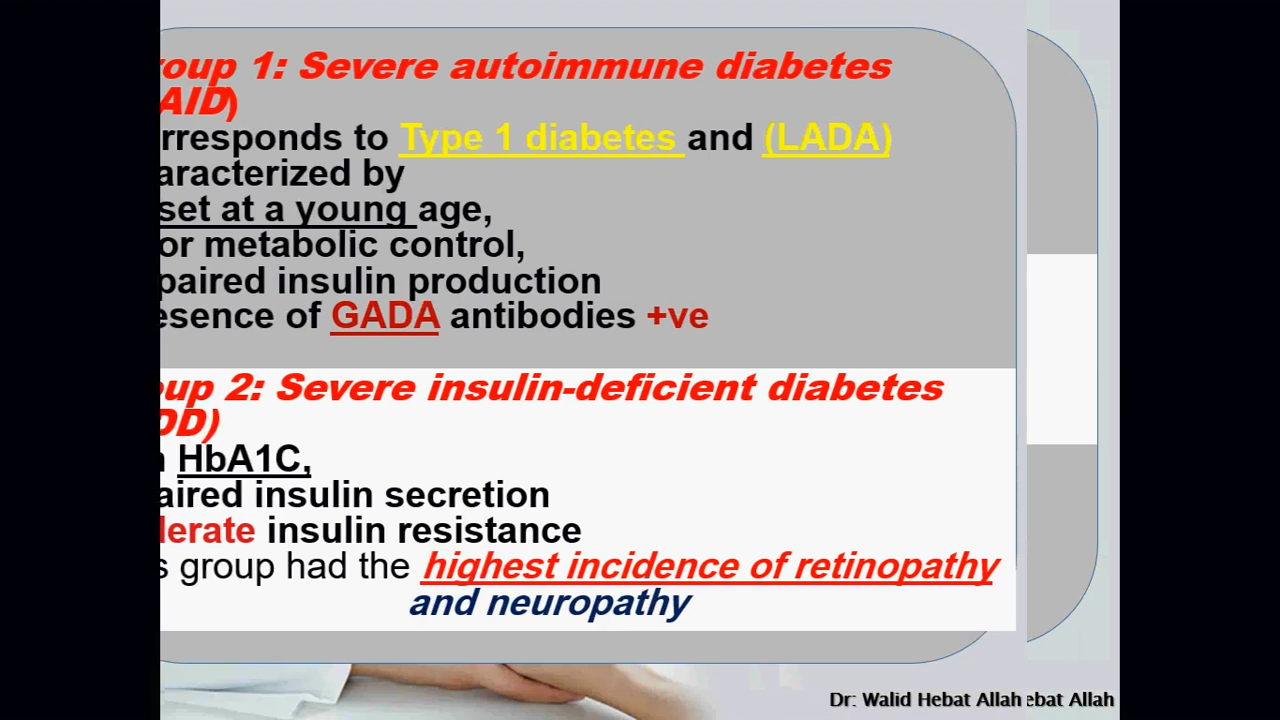 oup 1: Severe autoimmune diabetes
AID)
rresponds to Type 1 diabetes and (LADA)
aracterized by
set at a young age,
or metabolic control,
paired insulin production
esence of GADA antibodies +ve
up 2: Severe insulin-deficient diabetes
DD)
HbA1C,
aired insulin secretion
lerate insulin resistance
s group had the highest incidence of retinopathy
and neuropathy
Dr: Walid Hebat Allah ebat Allah